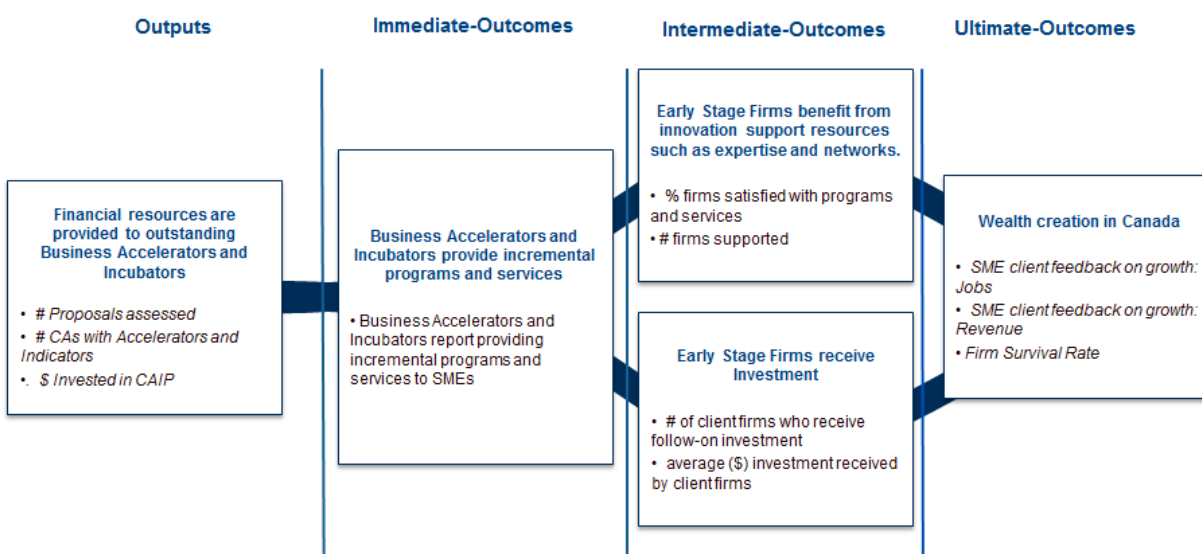 Outputs
Immediate-Outcomes
Intermediate-Outcomes
Ultimate-Outcomes
Financial resources are
provided to outstanding
Business Accelerators and
Incubators
• # Proposals assessed
• # CAs with Accelerators and
Indicators
•. $ Invested in CAIP
Business Accelerators and
Incubators provide incremental
programs and services
• Business Accelerators and
Incubators report providing
incremental programs and
services to SMEs
Early Stage Firms benefit from
innovation support resources
such as expertise and networks.
• % firms satisfied with programs
and services
• # firms supported
Early Stage Firms receive
Investment
• # of client firms who receive
follow-on investment
• average ($) investment received
by client firms
Wealth creation in Canada
• SME client feedback on growth:
Jobs
• SME client feedback on growth:
Revenue
• Firm Survival Rate